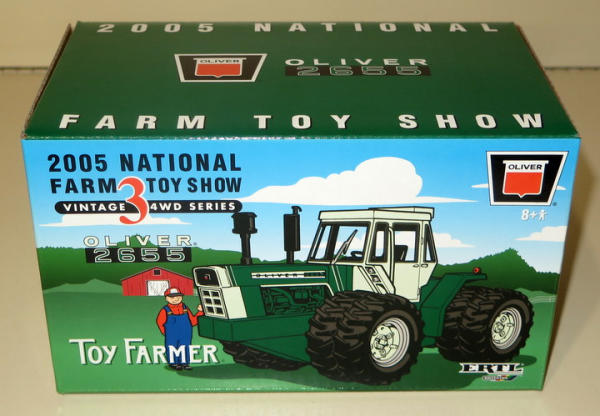 2005 NATIONAL
OLIVER
OLIVER
2655
FARM TOY SHOW
2005 NATIONAL
FARM 3 TOY SHOW
VINTAGE 4WD SERIES
OLIVER
8+
OLIVER
2655
OLIVER
TOY FARMER
ERTL